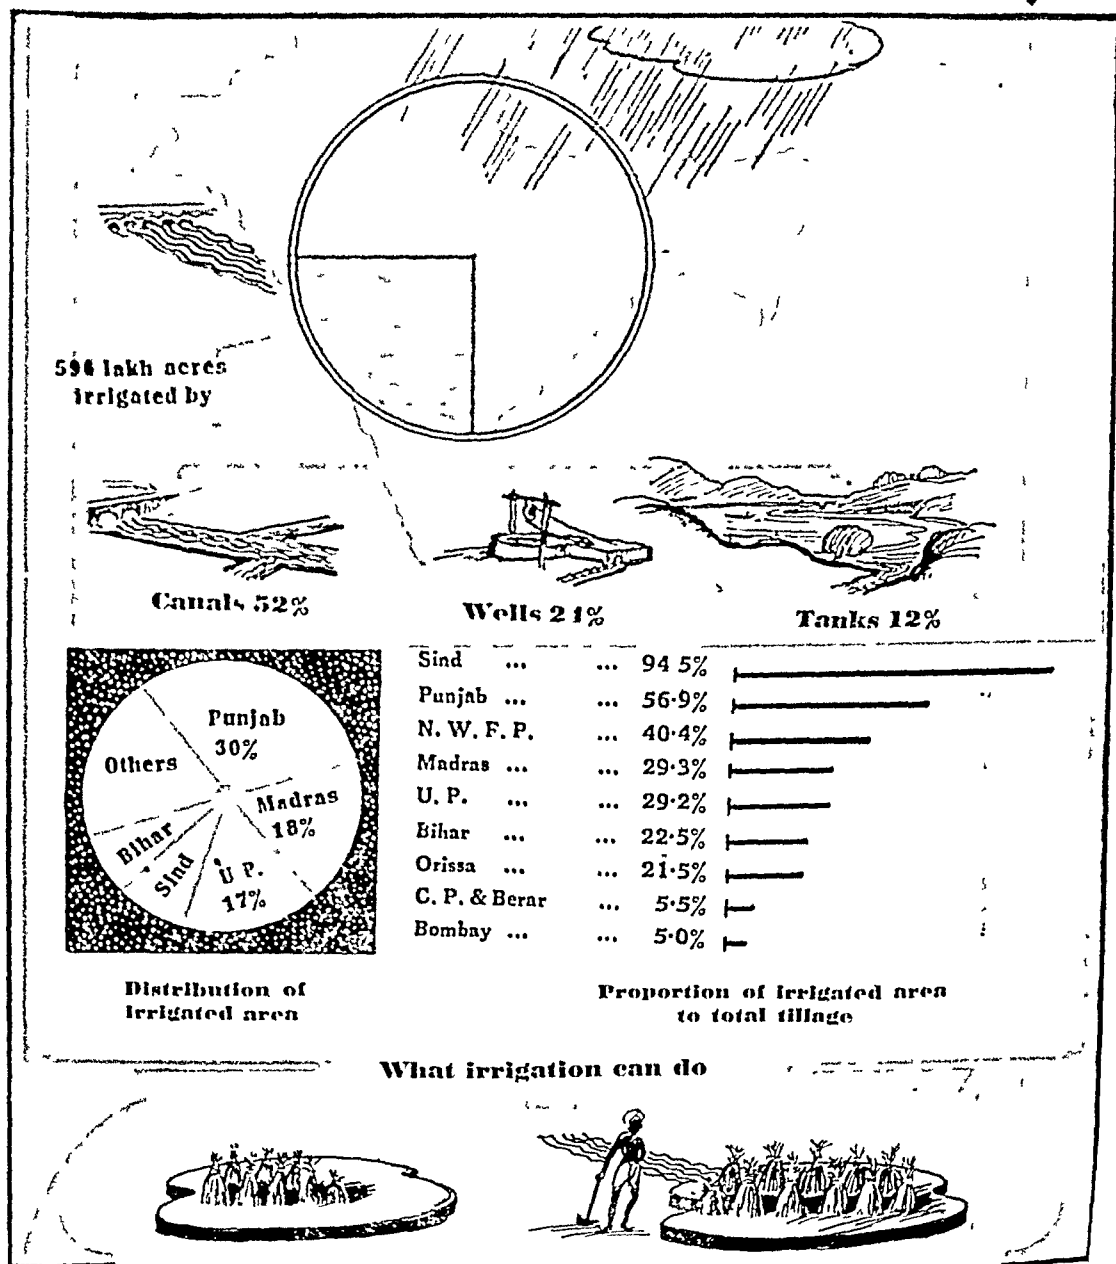 lakh acres
irrigated by
Canals 52%
Wells
Tanks 12%
Punjab
30%
Others
Madras
18%
Bihar
Sind
U P.
17%
Distribution of
irrigated area
Sind ... ... 94 5%
Punjab ... ... 56·9%
N. W. F. P. ... 40·4%
Madras ... ... 29·3%
U. P. ... ... 29·2%
Bihar ... ... 22·5%
Orissa ... ... 21·5%
C. P. & Berar ... 5·5%
Bombay ... ... 5·0%
Proportion of irrigated area
to total tillage
What irrigation can do